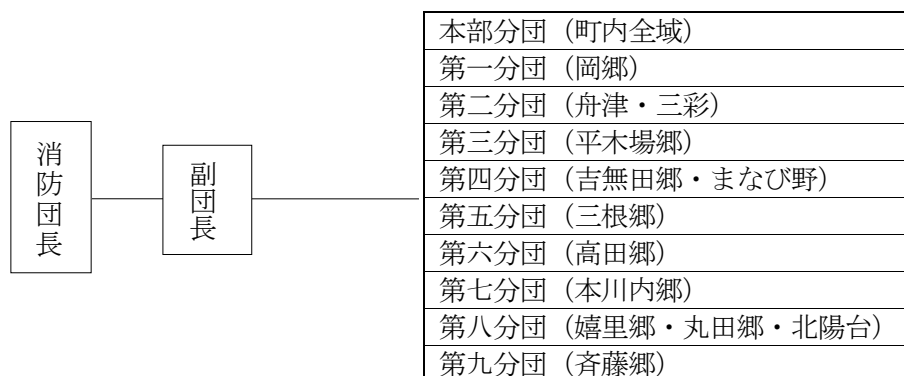 消防団長
副団長
本部分団（町内全域）
第一分団（岡郷）
第二分団（舟津・三彩）
第三分団（平木場郷）
第四分団（吉無田郷・まなび野）
第五分団（三根郷）
第六分団（高田郷）
第七分団（本川内郷）
第八分団（嬉里郷・丸田郷・北陽台）
第九分団（斉藤郷）